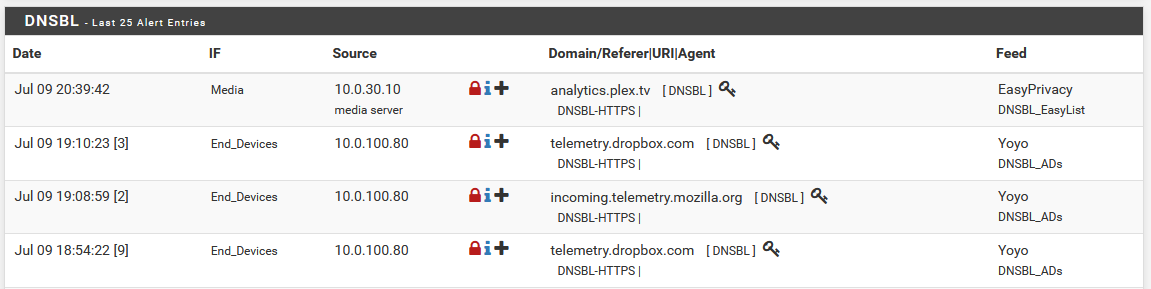 DNSBL - Last 25 Alert Entries
Date IF Source Domain/Referer|URI|Agent Feed
Jul 09 20:39:42 Media 10.0.30.10 analytics.plex.tv [ DNSBL ] EasyPrivacy
media server DNSBL-HTTPS | DNSBL_EasyList
Jul 09 19:10:23 [3] End_Devices 10.0.100.80 telemetry.dropbox.com [ DNSBL ] Yoyo
DNSBL-HTTPS | DNSBL_ADs
Jul 09 19:08:59 [2] End_Devices 10.0.100.80 incoming.telemetry.mozilla.org [ DNSBL ] Yoyo
DNSBL-HTTPS | DNSBL_ADs
Jul 09 18:54:22 [9] End_Devices 10.0.100.80 telemetry.dropbox.com [ DNSBL ] Yoyo
DNSBL-HTTPS | DNSBL_ADs